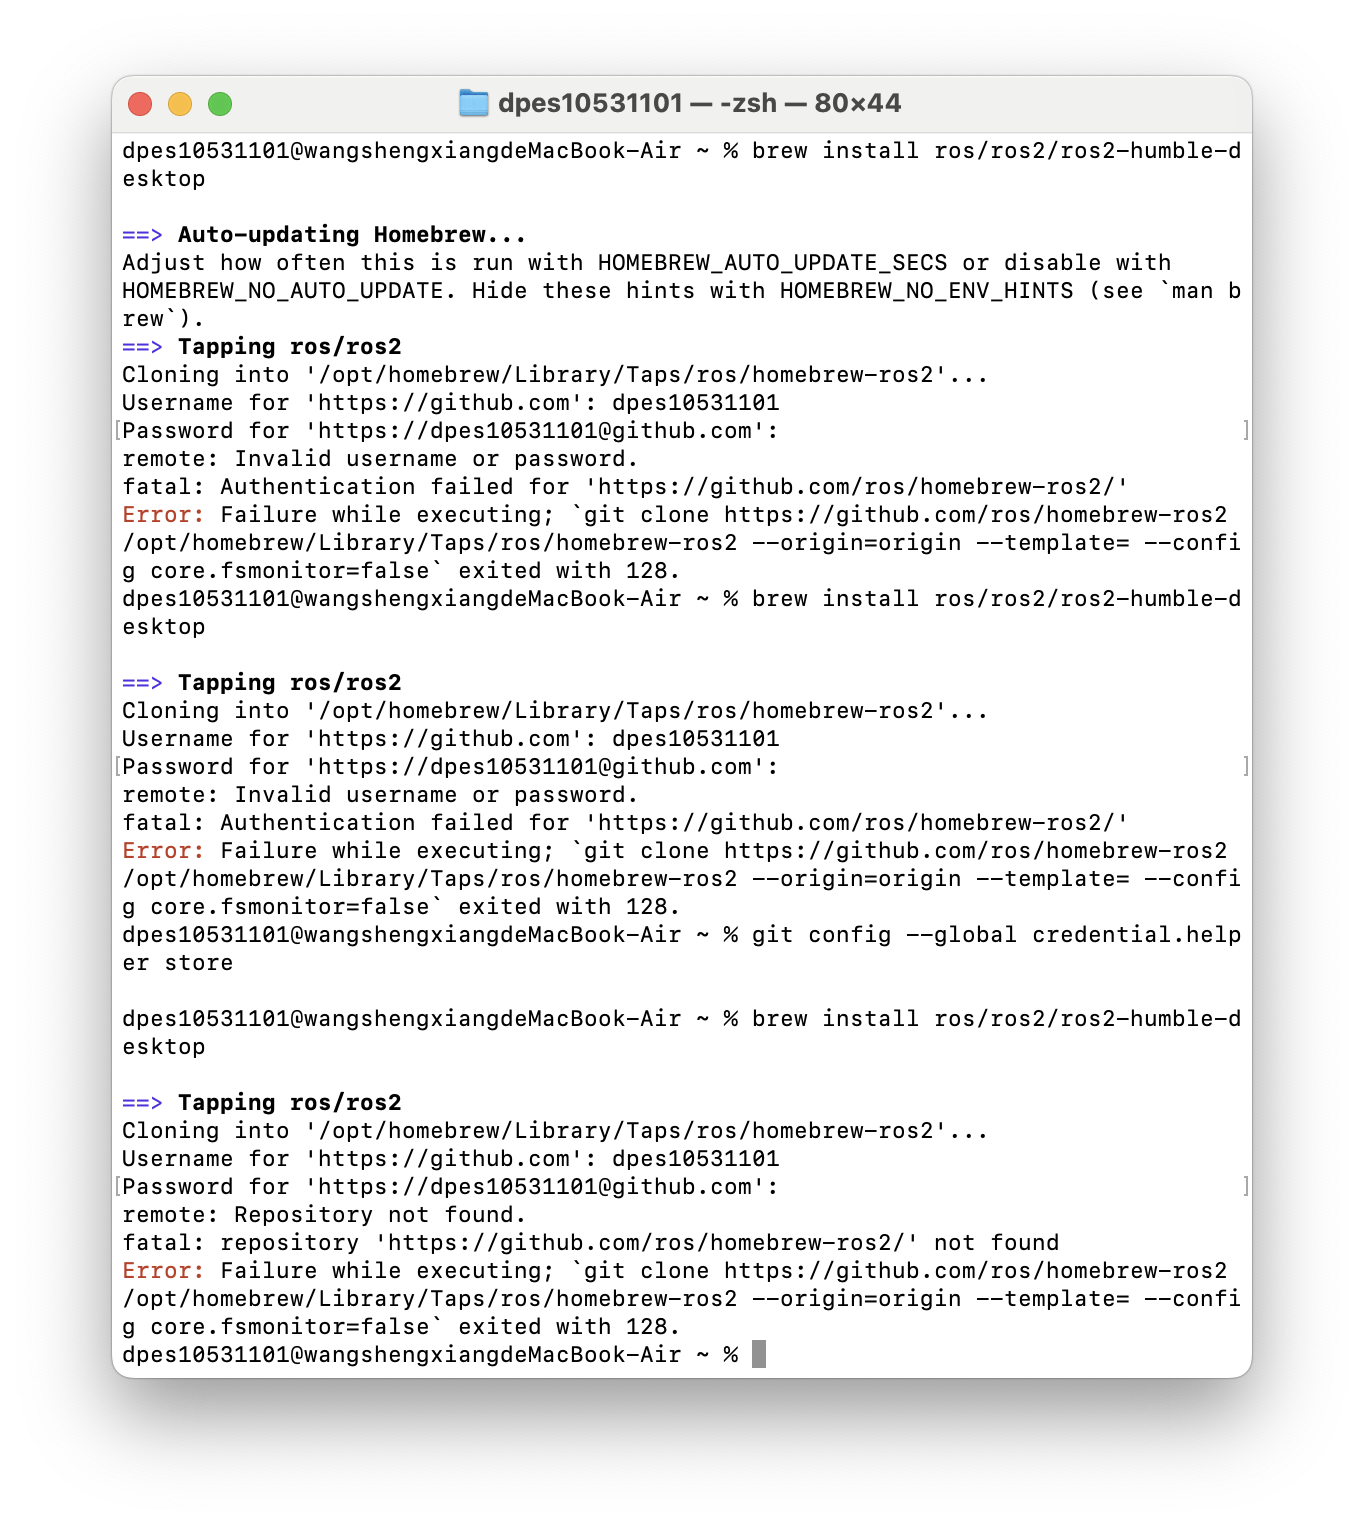 dpes10531101 — -zsh — 80×44
dpes10531101@wangshengxiangdeMacBook-Air ~ % brew install ros/ros2/ros2-humble-d
esktop
==> Auto-updating Homebrew...
Adjust how often this is run with HOMEBREW_AUTO_UPDATE_SECS or disable with
HOMEBREW_NO_AUTO_UPDATE. Hide these hints with HOMEBREW_NO_ENV_HINTS (see `man b
rew`).
==> Tapping ros/ros2
Cloning into '/opt/homebrew/Library/Taps/ros/homebrew-ros2'...
Username for 'https://github.com': dpes10531101
[Password for 'https://dpes10531101@github.com': ]
remote: Invalid username or password.
fatal: Authentication failed for 'https://github.com/ros/homebrew-ros2/'
Error: Failure while executing; `git clone https://github.com/ros/homebrew-ros2
/opt/homebrew/Library/Taps/ros/homebrew-ros2 --origin=origin --template= --confi
g core.fsmonitor=false` exited with 128.
dpes10531101@wangshengxiangdeMacBook-Air ~ % brew install ros/ros2/ros2-humble-d
esktop
==> Tapping ros/ros2
Cloning into '/opt/homebrew/Library/Taps/ros/homebrew-ros2'...
Username for 'https://github.com': dpes10531101
[Password for 'https://dpes10531101@github.com': ]
remote: Invalid username or password.
fatal: Authentication failed for 'https://github.com/ros/homebrew-ros2/'
Error: Failure while executing; `git clone https://github.com/ros/homebrew-ros2
/opt/homebrew/Library/Taps/ros/homebrew-ros2 --origin=origin --template= --confi
g core.fsmonitor=false` exited with 128.
dpes10531101@wangshengxiangdeMacBook-Air ~ % git config --global credential.help
er store
dpes10531101@wangshengxiangdeMacBook-Air ~ % brew install ros/ros2/ros2-humble-d
esktop
==> Tapping ros/ros2
Cloning into '/opt/homebrew/Library/Taps/ros/homebrew-ros2'...
Username for 'https://github.com': dpes10531101
[Password for 'https://dpes10531101@github.com': ]
remote: Repository not found.
fatal: repository 'https://github.com/ros/homebrew-ros2/' not found
Error: Failure while executing; `git clone https://github.com/ros/homebrew-ros2
/opt/homebrew/Library/Taps/ros/homebrew-ros2 --origin=origin --template= --confi
g core.fsmonitor=false` exited with 128.
dpes10531101@wangshengxiangdeMacBook-Air ~ %